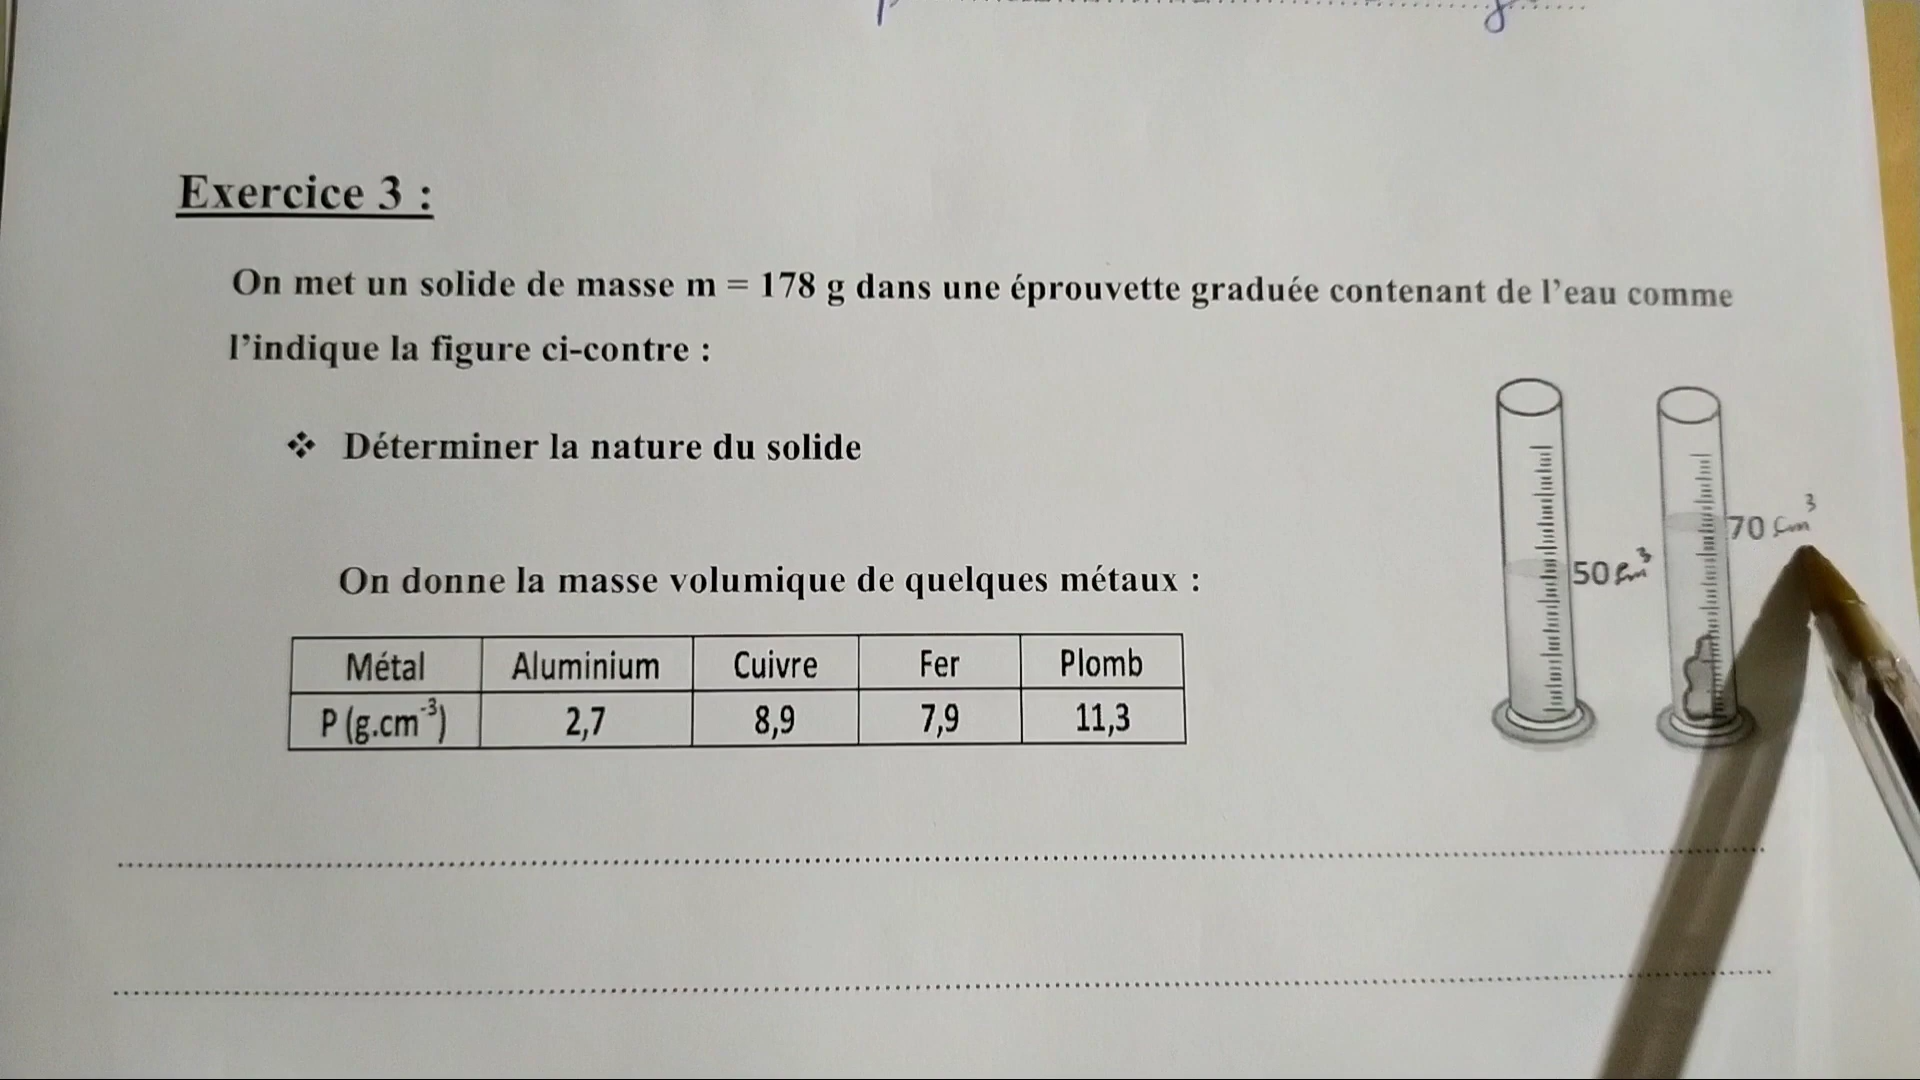 Exercice 3 :
On met un solide de masse m = 178 g dans une éprouvette graduée contenant de l'eau comme
l'indique la figure ci-contre :
❖ Déterminer la nature du solide
70 cm³
50 cm³
On donne la masse volumique de quelques métaux :
Métal Aluminium Cuivre Fer Plomb
P (g.cm⁻³) 2,7 8,9 7,9 11,3